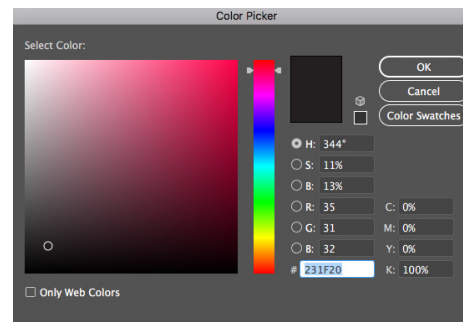 Color Picker
Select Color:
OK
Cancel
Color Swatches
H: 344°
S: 11%
B: 13%
R: 35 C: 0%
G: 31 M: 0%
B: 32 Y: 0%
# 231F20 K: 100%
Only Web Colors